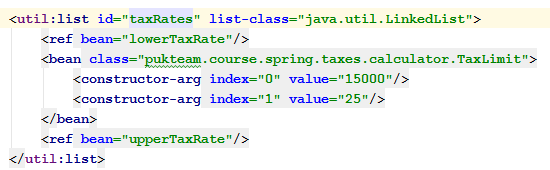 <util:list id="taxRates" list-class="java.util.LinkedList">
<ref bean="lowerTaxRate"/>
<bean class="pukteam.course.spring.taxes.calculator.TaxLimit">
<constructor-arg index="0" value="15000"/>
<constructor-arg index="1" value="25"/>
</bean>
<ref bean="upperTaxRate"/>
</util:list>